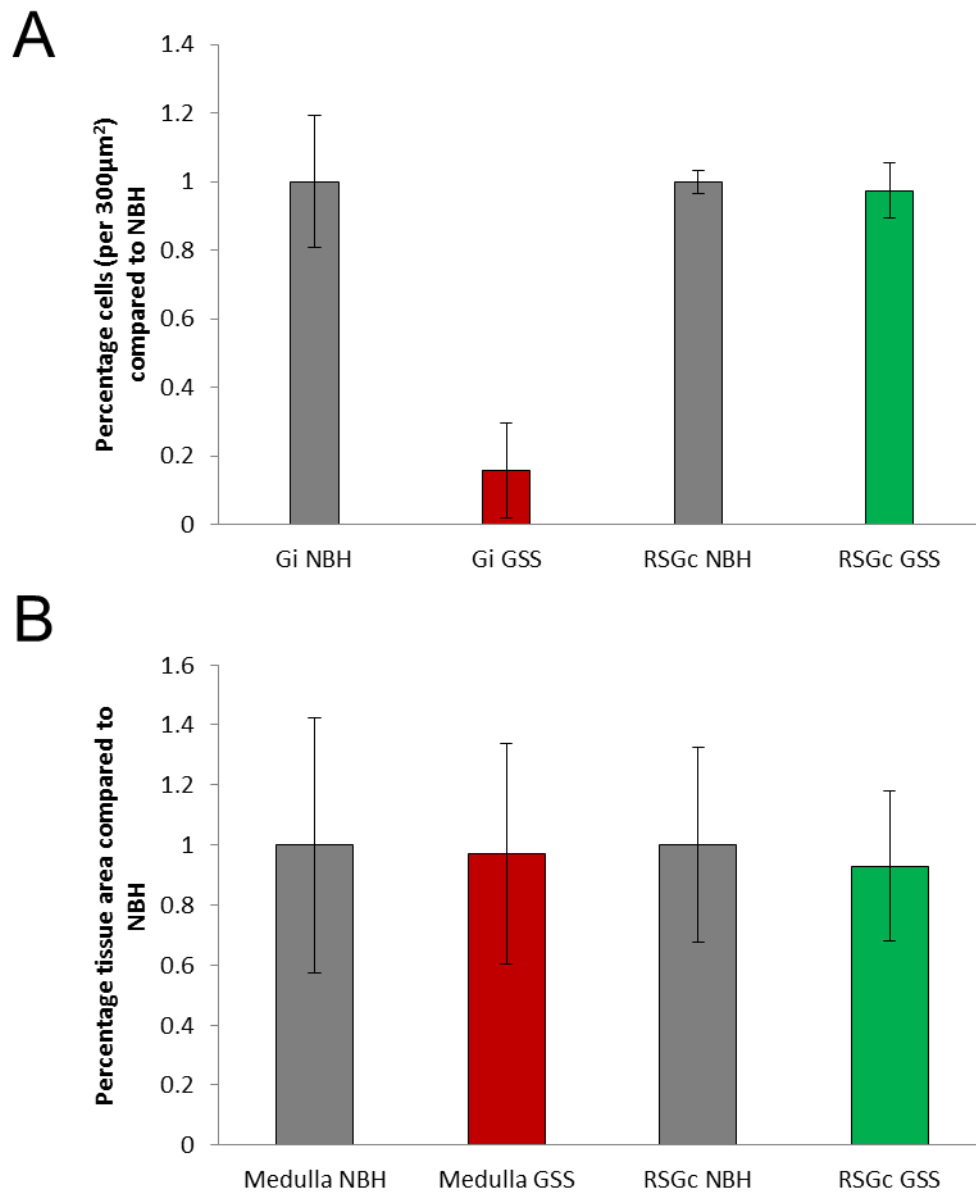 A
Percentage cells (per 300µm²)
compared to NBH
1.4
1.2
1
0.8
0.6
0.4
0.2
0
Gi NBH
Gi GSS
RSGc NBH
RSGc GSS
B
Percentage tissue area compared to
NBH
1.6
1.4
1.2
1
0.8
0.6
0.4
0.2
0
Medulla NBH
Medulla GSS
RSGc NBH
RSGc GSS